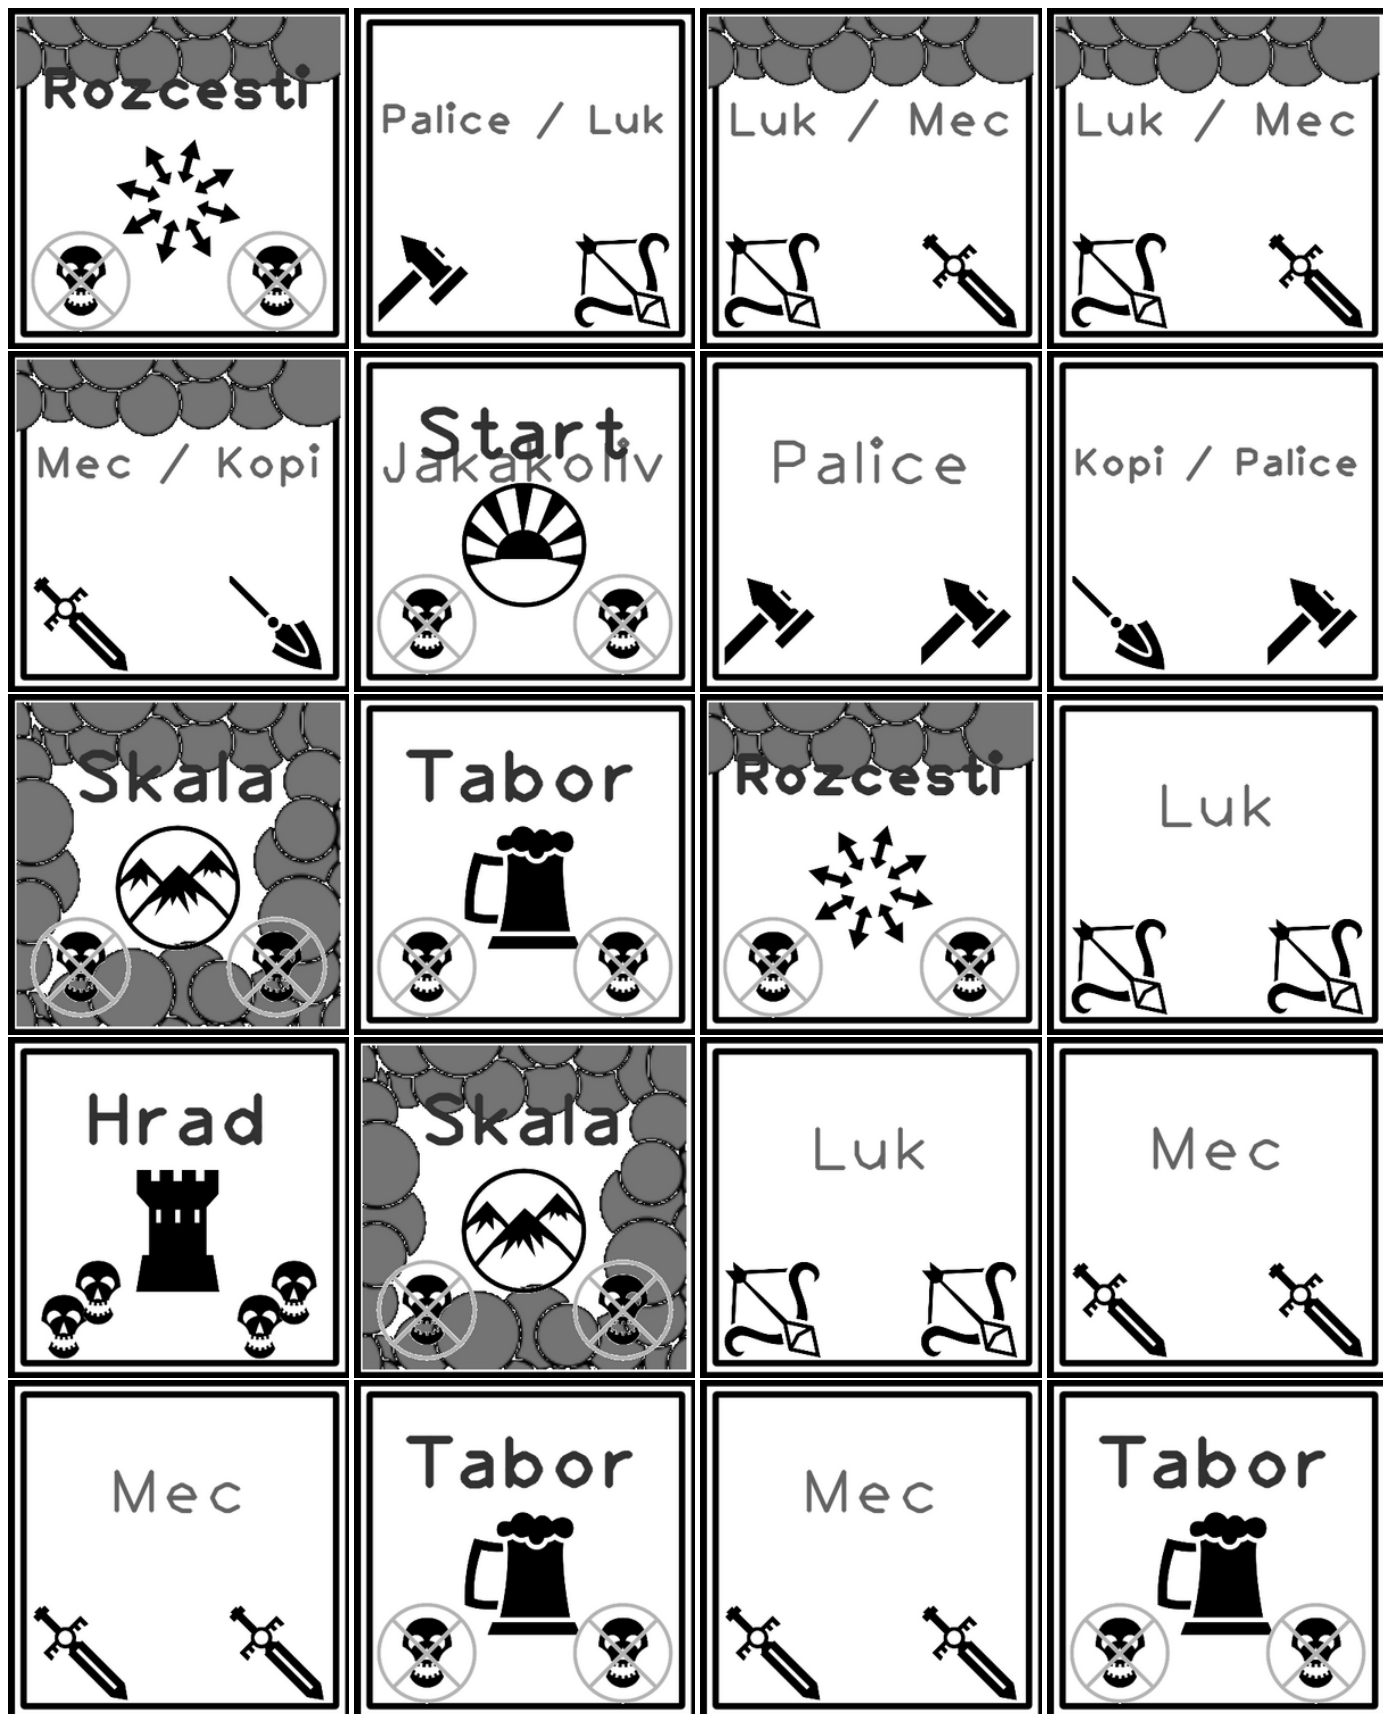 Rozcesti
Palice / Luk
Luk / Mec
Luk / Mec
Mec / Kopi
Start
Jakakoliv
Palice
Kopi / Palice
Skala
Tabor
Rozcesti
Luk
Hrad
Skala
Luk
Mec
Mec
Tabor
Mec
Tabor